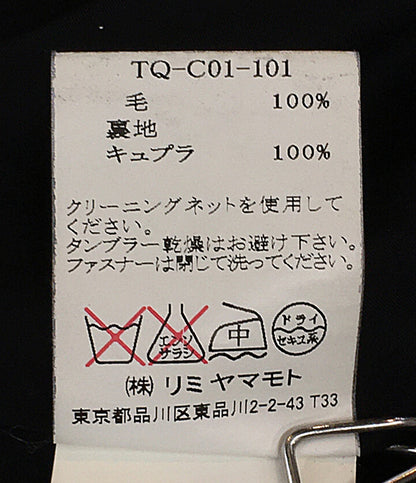 TQ-C01-101
毛 100%
裏地
キュプラ 100%
クリーニングネットを使用して
ください。
タンブラー乾燥はお避け下さい。
ファスナーは閉じて洗ってください。
エンソ
サラシ
中
ドライ
セキユ系
(株) リミヤマモト
東京都品川区東品川2-2-43 T33